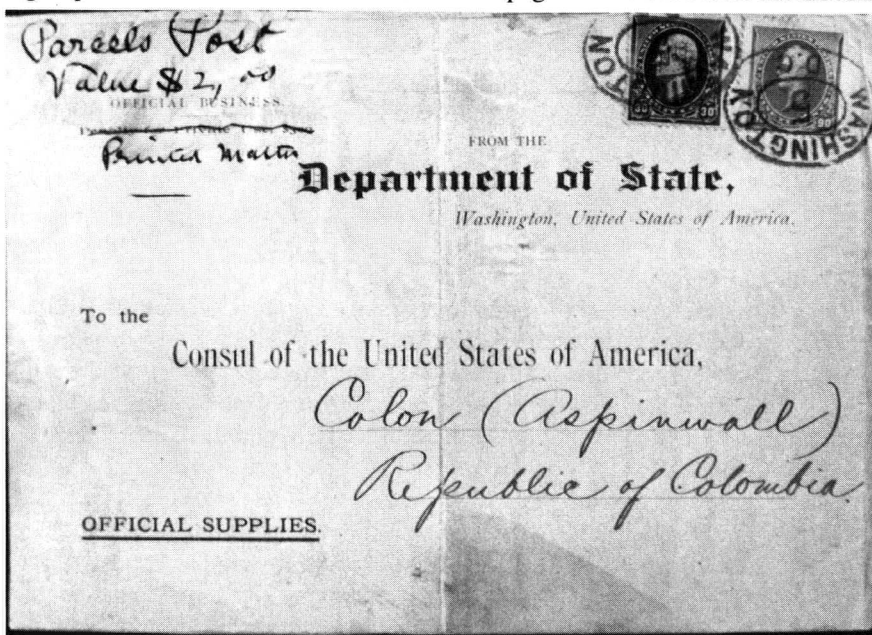 Parcels Post
Value $2,00
OFFICIAL BUSINESS.
Printed Matter
FROM THE
Department of State,
Washington, United States of America.
To the
Consul of the United States of America,
Colon (Aspinwall)
Republic of Colombia
OFFICIAL SUPPLIES.
WASHINGTON
D.C.
30